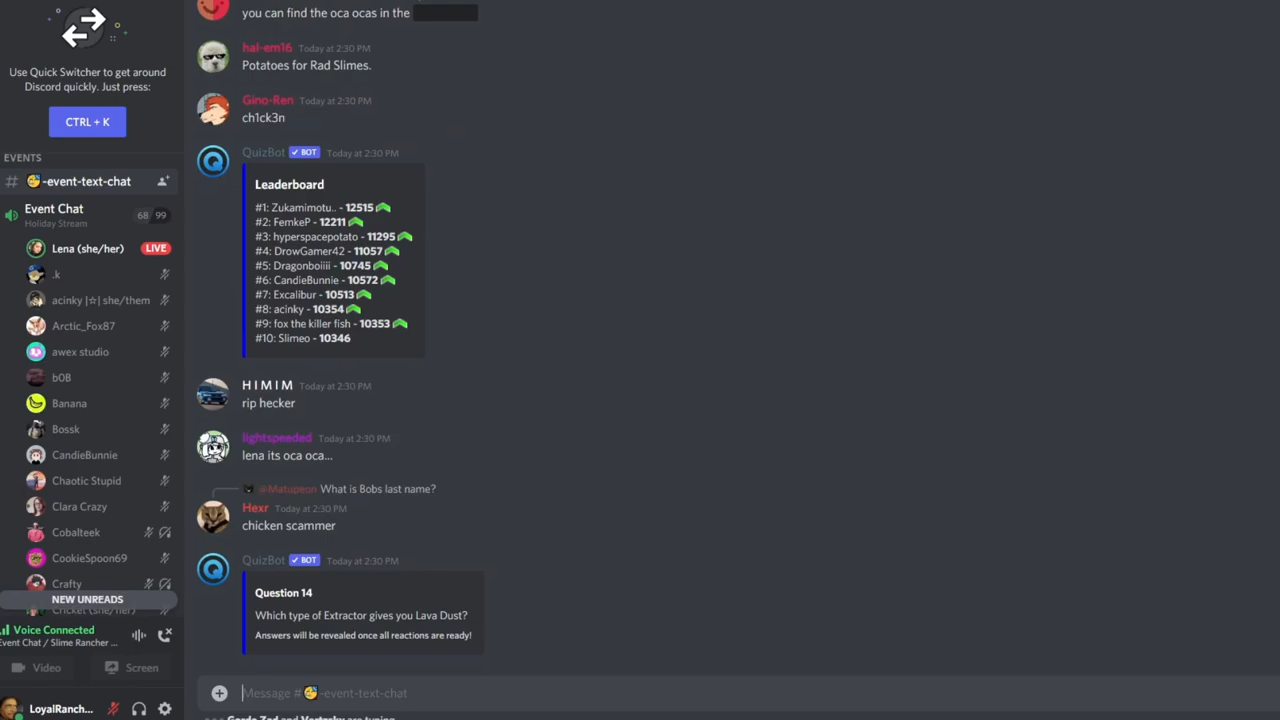 Use Quick Switcher to get around
Discord quickly. Just press:
CTRL + K
EVENTS
-event-text-chat
Event Chat 68 99
Holiday Stream
Lena (she/her) LIVE
.k
acinky |☆| she/them
Arctic_Fox87
awex studio
b0B
Banana
Bossk
CandieBunnie
Chaotic Stupid
Clara Crazy
Cobalteek
CookieSpoon69
Crafty
NEW UNREADS
Cricket (she/her)
Voice Connected
Event Chat / Slime Rancher ...
Video Screen
LoyalRanch...
you can find the oca ocas in the
hal-em16 Today at 2:30 PM
Potatoes for Rad Slimes.
Gino-Ren Today at 2:30 PM
ch1ck3n
QuizBot BOT Today at 2:30 PM
Leaderboard
#1: Zukamimotu.. - 12515
#2: FemkeP - 12211
#3: hyperspacepotato - 11295
#4: DrowGamer42 - 11057
#5: Dragonboiiii - 10745
#6: CandieBunnie - 10572
#7: Excalibur - 10513
#8: acinky - 10354
#9: fox the killer fish - 10353
#10: Slimeo - 10346
H I M I M Today at 2:30 PM
rip hecker
lightspeeded Today at 2:30 PM
lena its oca oca...
@Matupeon What is Bobs last name?
Hexr Today at 2:30 PM
chicken scammer
QuizBot BOT Today at 2:30 PM
Question 14
Which type of Extractor gives you Lava Dust?
Answers will be revealed once all reactions are ready!
Message # -event-text-chat
and are typing